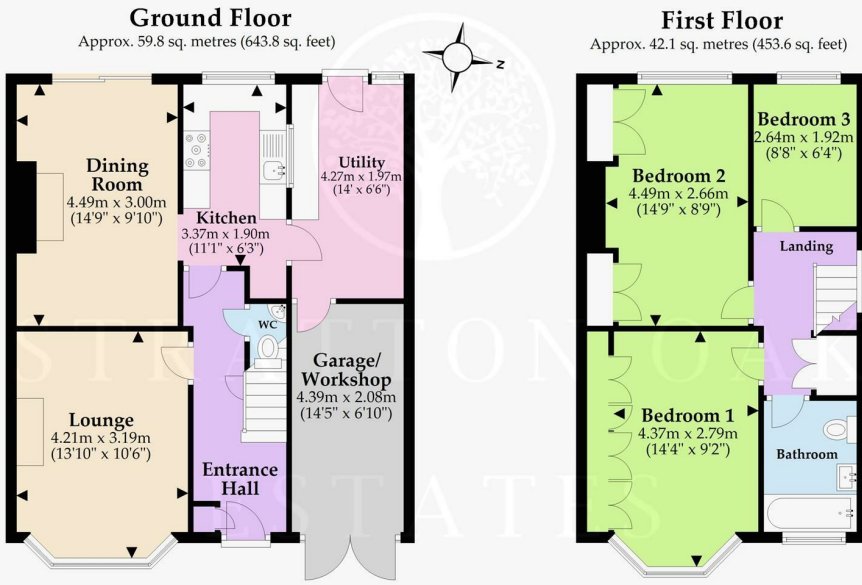 Ground Floor
Approx. 59.8 sq. metres (643.8 sq. feet)
First Floor
Approx. 42.1 sq. metres (453.6 sq. feet)
N
Dining
Room
4.49m x 3.00m
(14'9" x 9'10")
Kitchen
3.37m x 1.90m
(11'1" x 6'3")
Utility
4.27m x 1.97m
(14' x 6'6")
WC
Lounge
4.21m x 3.19m
(13'10" x 10'6")
Entrance
Hall
Garage/
Workshop
4.39m x 2.08m
(14'5" x 6'10")
Bedroom 2
4.49m x 2.66m
(14'9" x 8'9")
Bedroom 3
2.64m x 1.92m
(8'8" x 6'4")
Landing
Bedroom 1
4.37m x 2.79m
(14'4" x 9'2")
Bathroom
STRATTON OAK
ESTATES